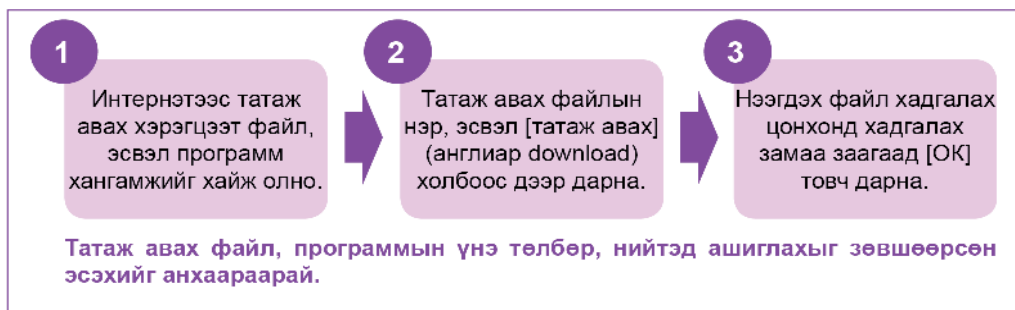 1
Интернэтээс татаж
авах хэрэгцээт файл,
эсвэл программ
хангамжийг хайж олно.
2
Татаж авах файлын
нэр, эсвэл [татаж авах]
(англиар download)
холбоос дээр дарна.
3
Нээгдэх файл хадгалах
цонхонд хадгалах
замаа заагаад [ОК]
товч дарна.
Татаж авах файл, программын үнэ төлбөр, нийтэд ашиглахыг зөвшөөрсөн
эсэхийг анхаараарай.